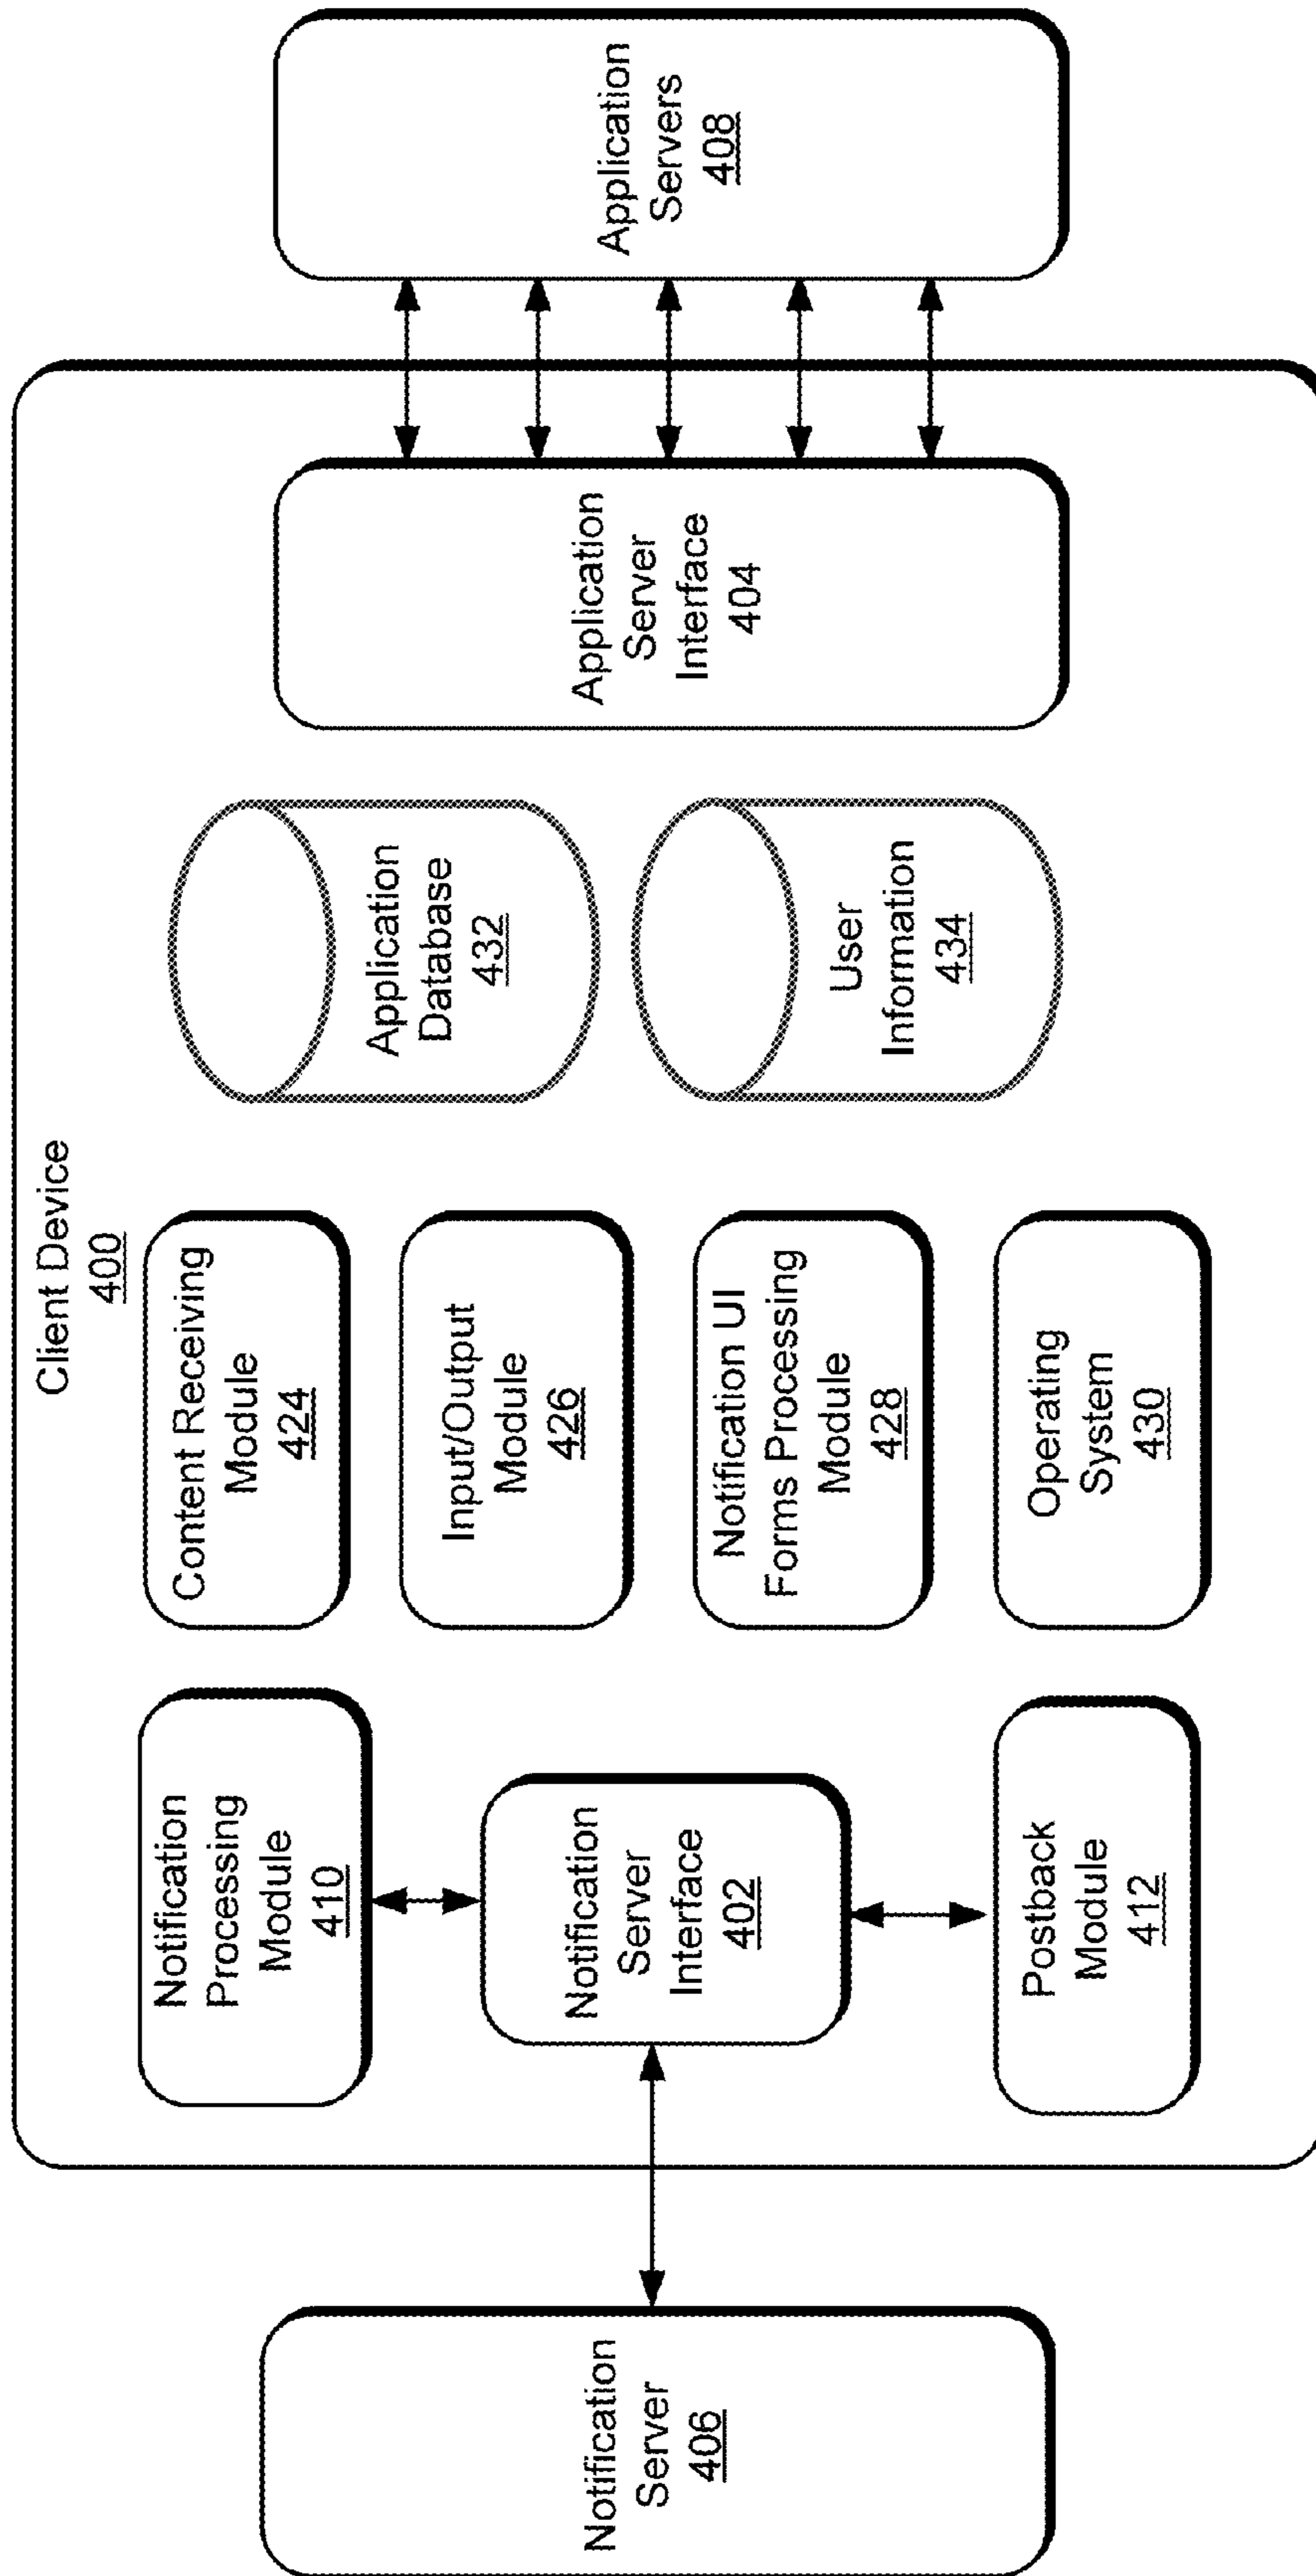 Client Device
400
Notification
Server
406
Notification
Processing
Module
410
Notification
Server
Interface
402
Postback
Module
412
Content Receiving
Module
424
Input/Output
Module
426
Notification UI
Forms Processing
Module
428
Operating
System
430
Application
Database
432
User
Information
434
Application
Server
Interface
404
Application
Servers
408